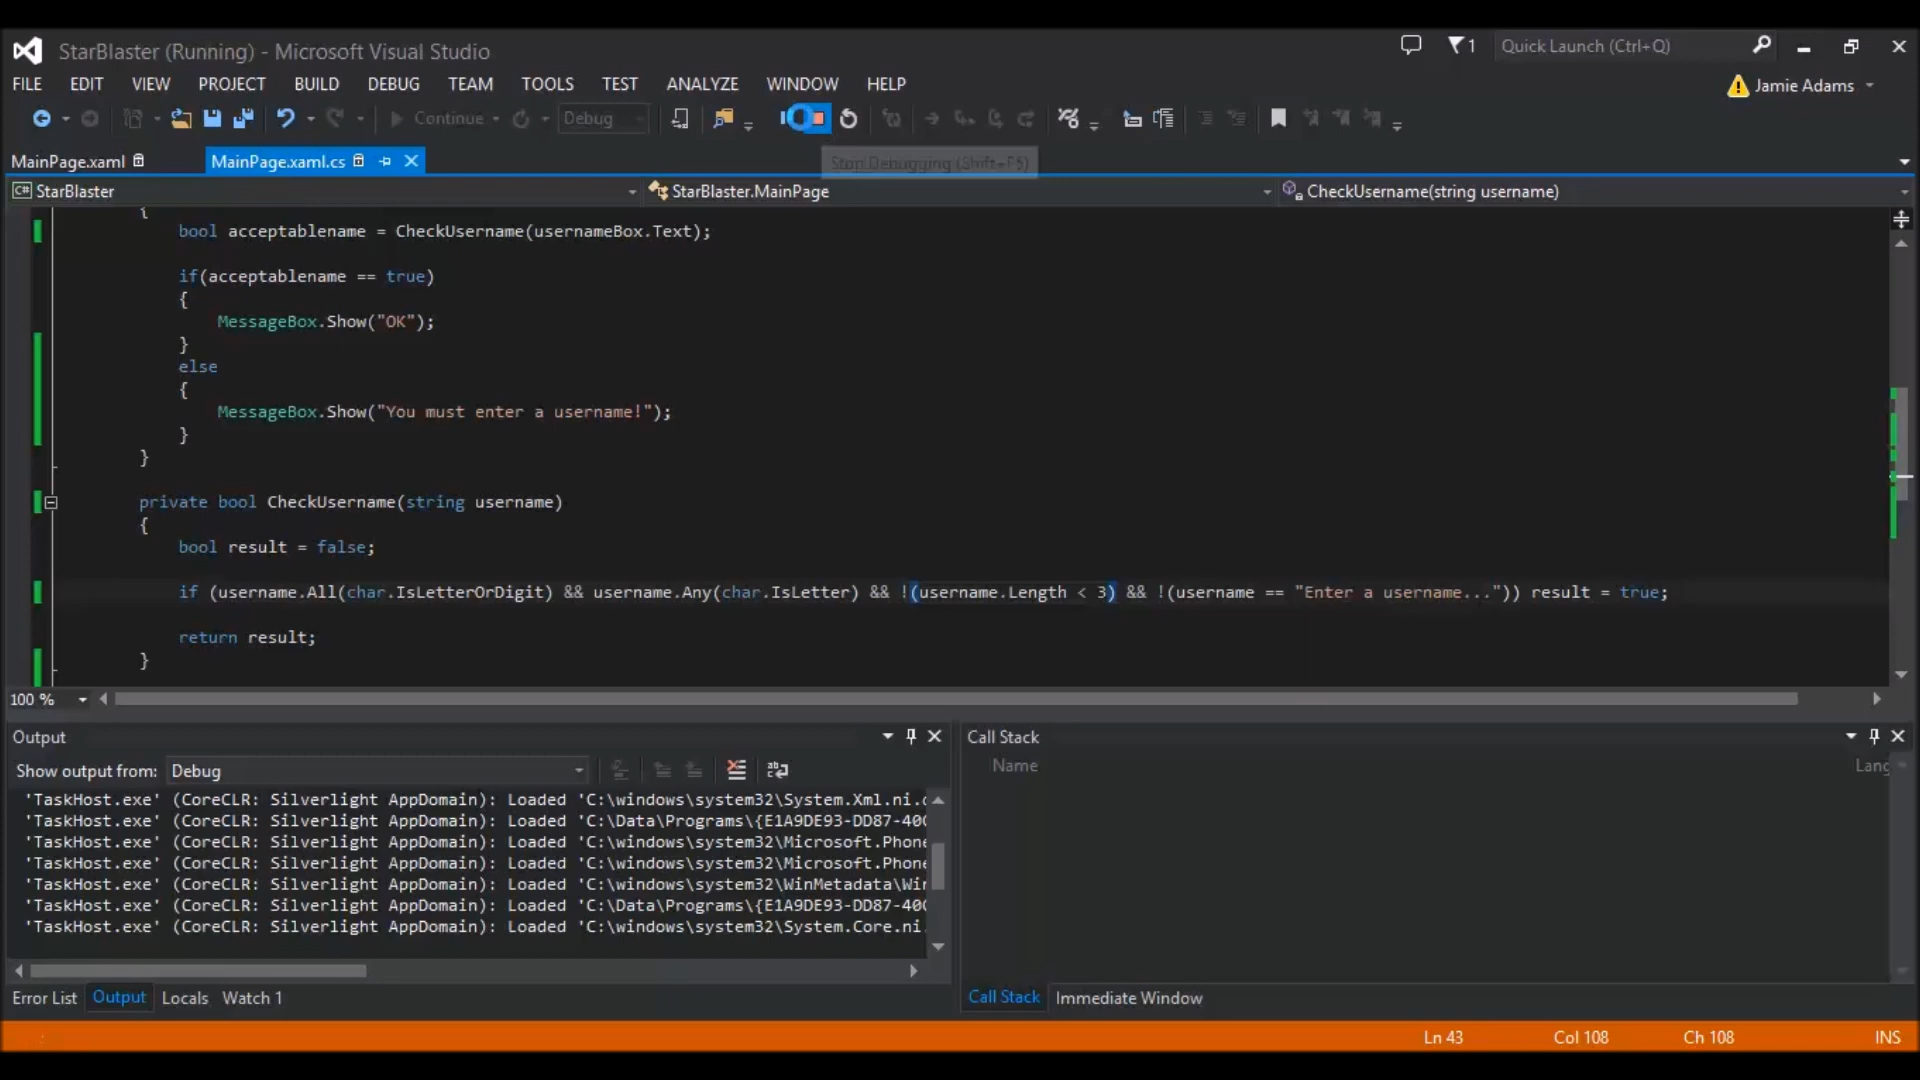 StarBlaster (Running) - Microsoft Visual Studio
1
Quick Launch (Ctrl+Q)
FILE EDIT VIEW PROJECT BUILD DEBUG TEAM TOOLS TEST ANALYZE WINDOW HELP
Jamie Adams
Continue
Debug
MainPage.xaml
MainPage.xaml.cs
Stop Debugging (Shift+F5)
C# StarBlaster
StarBlaster.MainPage
CheckUsername(string username)
{
bool acceptablename = CheckUsername(usernameBox.Text);
if(acceptablename == true)
{
MessageBox.Show("OK");
}
else
{
MessageBox.Show("You must enter a username!");
}
}
private bool CheckUsername(string username)
{
bool result = false;
if (username.All(char.IsLetterOrDigit) && username.Any(char.IsLetter) && !(username.Length < 3) && !(username == "Enter a username...")) result = true;
return result;
}
100 %
Output
Show output from: Debug
'TaskHost.exe' (CoreCLR: Silverlight AppDomain): Loaded 'C:\windows\system32\System.Xml.ni.
'TaskHost.exe' (CoreCLR: Silverlight AppDomain): Loaded 'C:\Data\Programs\{E1A9DE93-DD87-40
'TaskHost.exe' (CoreCLR: Silverlight AppDomain): Loaded 'C:\windows\system32\Microsoft.Phone
'TaskHost.exe' (CoreCLR: Silverlight AppDomain): Loaded 'C:\windows\system32\Microsoft.Phone
'TaskHost.exe' (CoreCLR: Silverlight AppDomain): Loaded 'C:\windows\system32\WinMetadata\Win
'TaskHost.exe' (CoreCLR: Silverlight AppDomain): Loaded 'C:\Data\Programs\{E1A9DE93-DD87-40
'TaskHost.exe' (CoreCLR: Silverlight AppDomain): Loaded 'C:\windows\system32\System.Core.ni.
Error List Output Locals Watch 1
Call Stack
Name
Lang
Call Stack Immediate Window
Ln 43 Col 108 Ch 108 INS